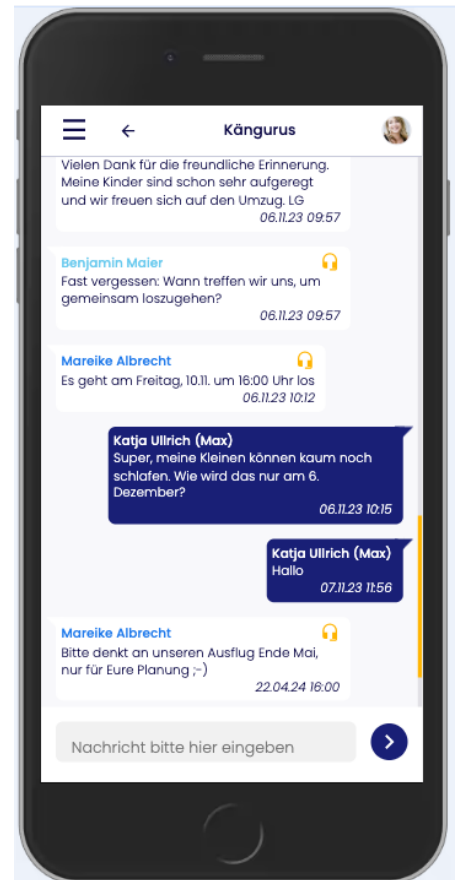 Kängurus
Vielen Dank für die freundliche Erinnerung.
Meine Kinder sind schon sehr aufgeregt
und wir freuen sich auf den Umzug. LG
06.11.23 09:57
Benjamin Maier
Fast vergessen: Wann treffen wir uns, um
gemeinsam loszugehen?
06.11.23 09:57
Mareike Albrecht
Es geht am Freitag, 10.11. um 16:00 Uhr los
06.11.23 10:12
Katja Ullrich (Max)
Super, meine Kleinen können kaum noch
schlafen. Wie wird das nur am 6.
Dezember?
06.11.23 10:15
Katja Ullrich (Max)
Hallo
07.11.23 11:56
Mareike Albrecht
Bitte denkt an unseren Ausflug Ende Mai,
nur für Eure Planung ;-)
22.04.24 16:00
Nachricht bitte hier eingeben